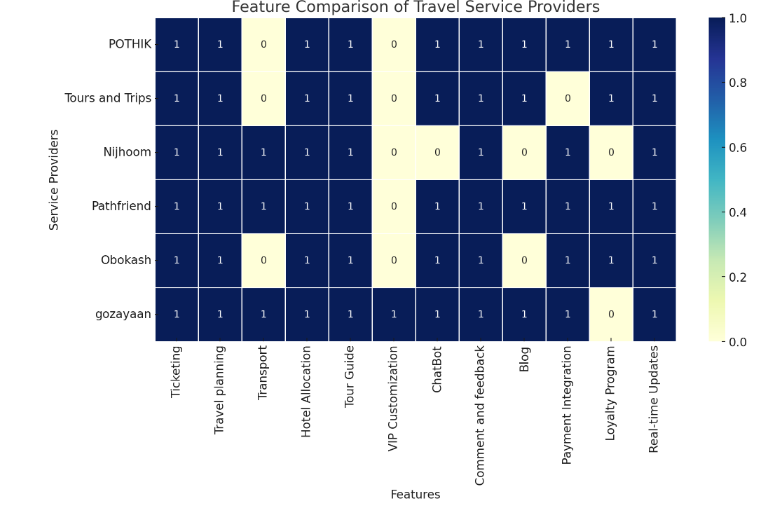 Feature Comparison of Travel Service Providers
POTHIK 1 1 0 1 1 0 1 1 1 1 1 1
Tours and Trips 1 1 0 1 1 0 1 1 1 0 1 1
Nijhoom 1 1 1 1 1 0 0 1 0 1 0 1
Pathfriend 1 1 1 1 1 0 1 1 1 1 1 1
Obokash 1 1 0 1 1 0 1 1 0 1 1 1
gozayaan 1 1 1 1 1 1 1 1 1 1 0 1
Service Providers
Ticketing
Travel planning
Transport
Hotel Allocation
Tour Guide
VIP Customization
ChatBot
Comment and feedback
Blog
Payment Integration
Loyalty Program
Real-time Updates
Features
1.0
0.8
0.6
0.4
0.2
0.0